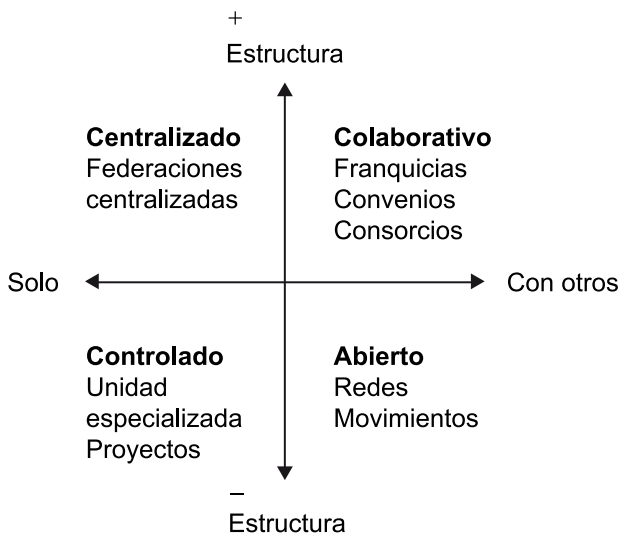 +
Estructura
Centralizado
Federaciones
centralizadas
Colaborativo
Franquicias
Convenios
Consorcios
Solo
Con otros
Controlado
Unidad
especializada
Proyectos
Abierto
Redes
Movimientos
−
Estructura